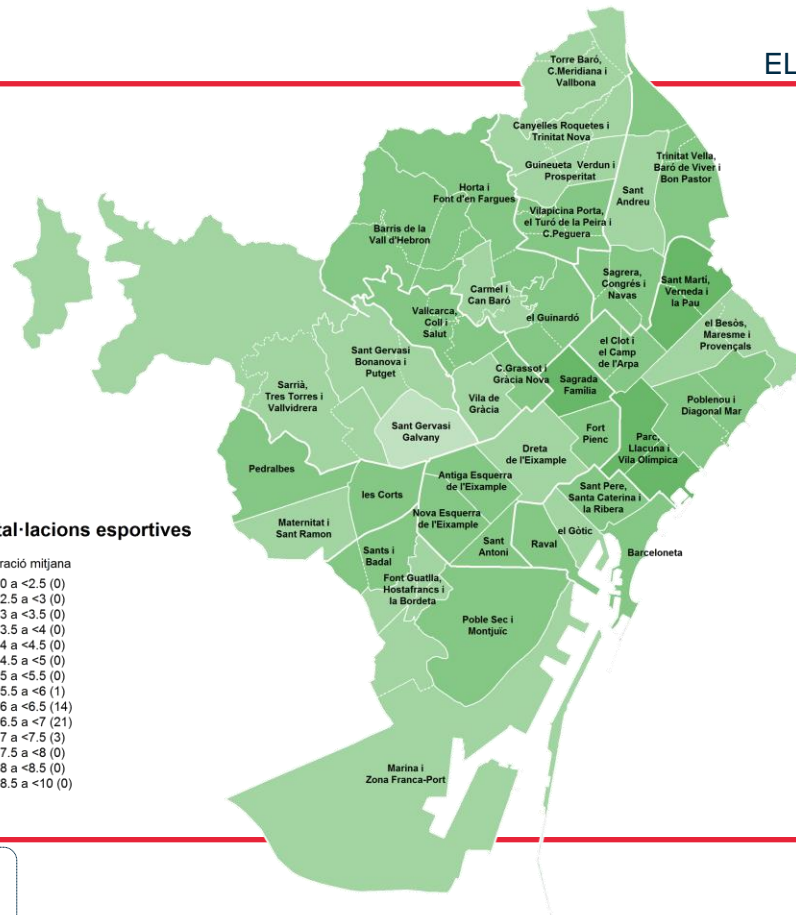 EL
Torre Baró,
C.Meridiana i
Vallbona
Canyelles Roquetes i
Trinitat Nova
Guineueta Verdun i
Prosperitat
Trinitat Vella,
Baró de Viver i
Bon Pastor
Sant
Andreu
Horta i
Font d'en Fargues
Vilapicina Porta,
el Turó de la Peira i
C.Peguera
Barris de la
Vall d'Hebron
Carmel i
Can Baró
Sagrera,
Congrés i
Navas
Sant Martí,
Verneda i
la Pau
Vallcarca,
Coll i
Salut
el Guinardó
el Besòs,
Maresme i
Provençals
Sant Gervasi
Bonanova i
Putget
el Clot i
el Camp
de l'Arpa
Sarrià,
Tres Torres i
Vallvidrera
C.Grassot i
Gràcia Nova
Sagrada
Família
Vila de
Gràcia
Poblenou i
Diagonal Mar
Sant Gervasi
Galvany
Fort
Pienc
Parc,
Llacuna i
Vila Olímpica
Dreta
de l'Eixample
Pedralbes
Antiga Esquerra
de l'Eixample
les Corts
Sant Pere,
Santa Caterina i
la Ribera
Maternitat i
Sant Ramon
Nova Esquerra
de l'Eixample
el Gòtic
Sant
Antoni
Raval
Barceloneta
Sants i
Badal
Font Guatlla,
Hostafrancs i
la Bordeta
Poble Sec i
Montjuïc
Marina i
Zona Franca-Port
tal·lacions esportives
ració mitjana
0 a <2.5 (0)
2.5 a <3 (0)
3 a <3.5 (0)
3.5 a <4 (0)
4 a <4.5 (0)
4.5 a <5 (0)
5 a <5.5 (0)
5.5 a <6 (1)
6 a <6.5 (14)
6.5 a <7 (21)
7 a <7.5 (3)
7.5 a <8 (0)
8 a <8.5 (0)
8.5 a <10 (0)